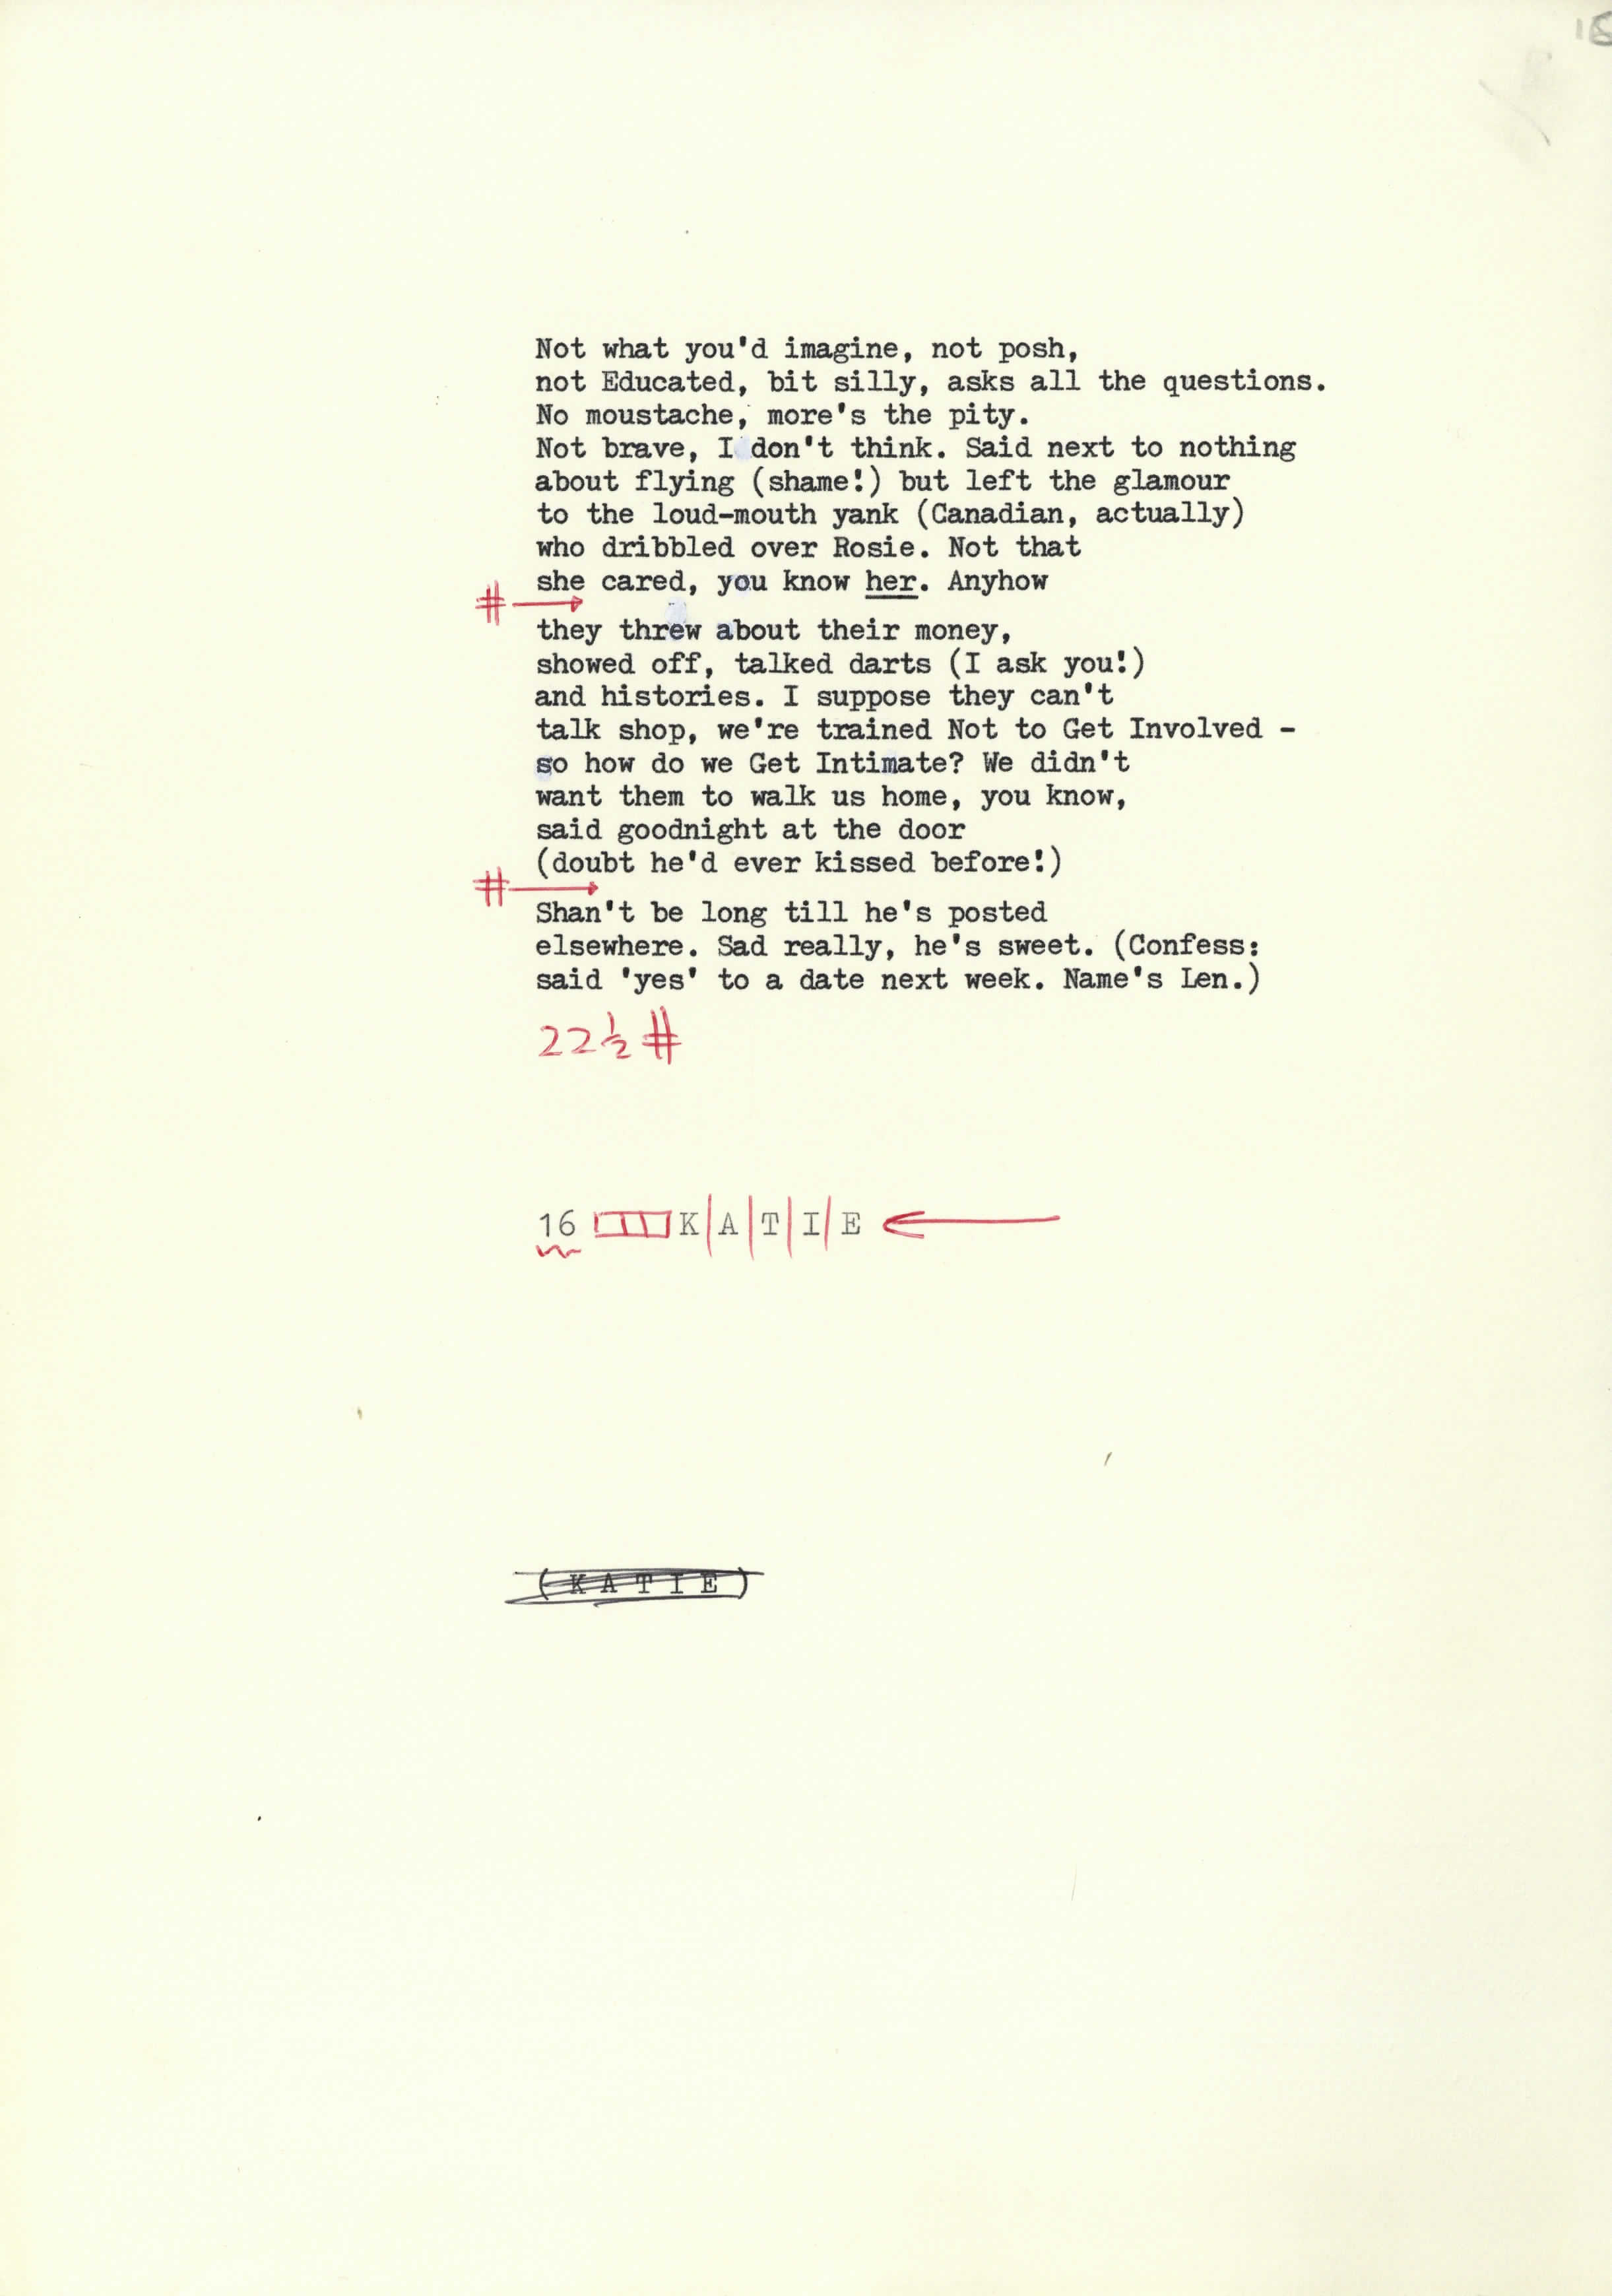 16
Not what you'd imagine, not posh,
not Educated, bit silly, asks all the questions.
No moustache, more's the pity.
Not brave, I don't think. Said next to nothing
about flying (shame!) but left the glamour
to the loud-mouth yank (Canadian, actually)
who dribbled over Rosie. Not that
she cared, you know her. Anyhow
#
they threw about their money,
showed off, talked darts (I ask you!)
and histories. I suppose they can't
talk shop, we're trained Not to Get Involved -
so how do we Get Intimate? We didn't
want them to walk us home, you know,
said goodnight at the door
(doubt he'd ever kissed before!)
#
Shan't be long till he's posted
elsewhere. Sad really, he's sweet. (Confess:
said 'yes' to a date next week. Name's Len.)
22½ #
16 K|A|T|I|E
(K A T I E)